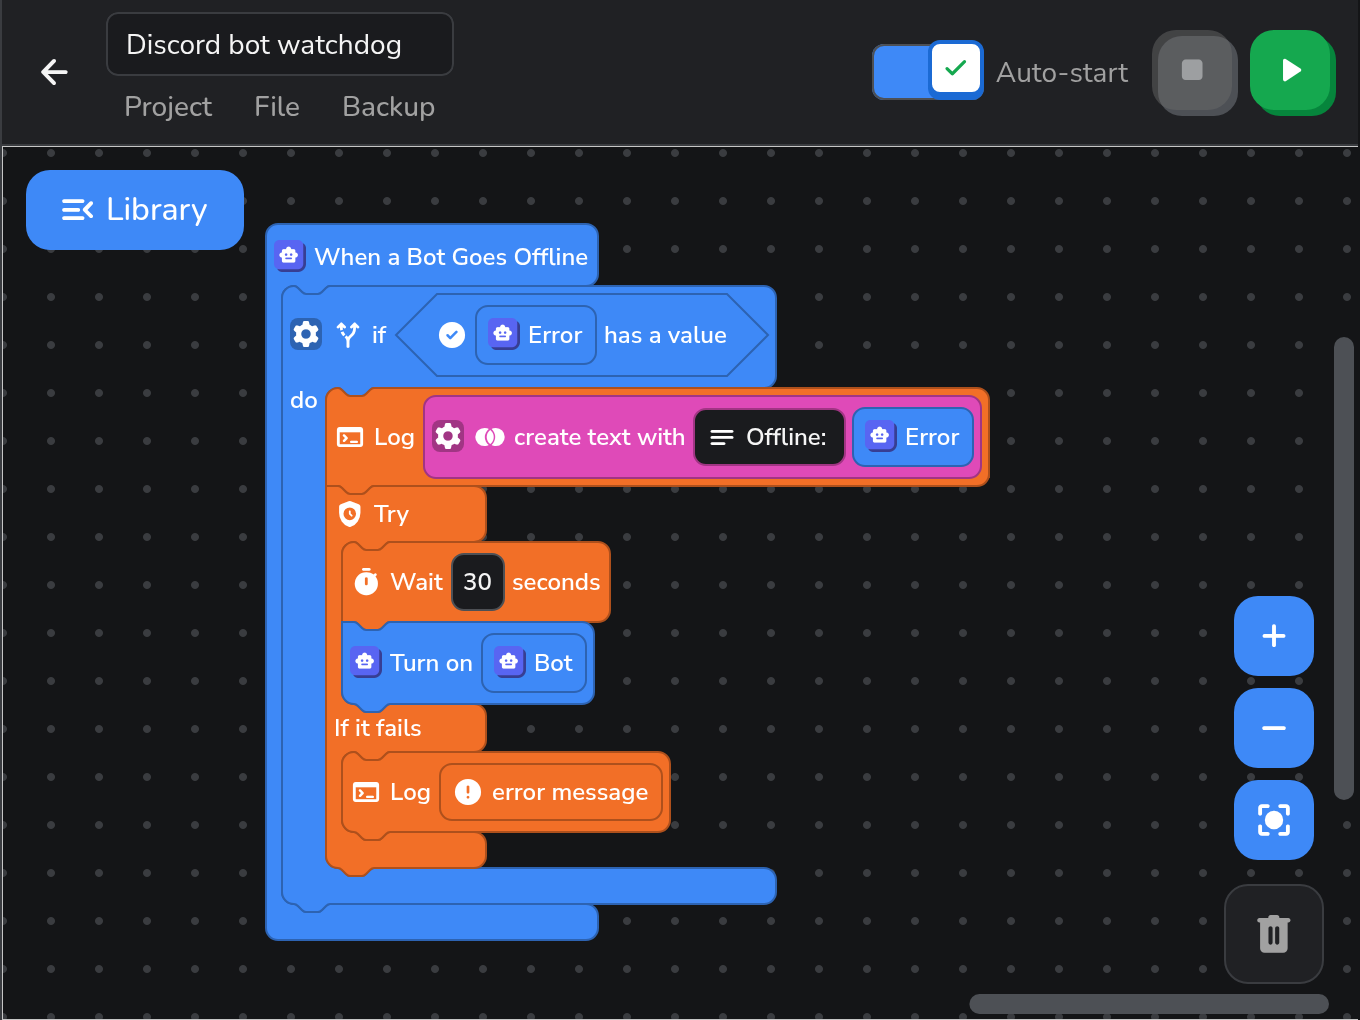 Discord bot watchdog
Project File Backup
Auto-start
Library
When a Bot Goes Offline
if Error has a value
do
Log create text with Offline: Error
Try
Wait 30 seconds
Turn on Bot
If it fails
Log error message